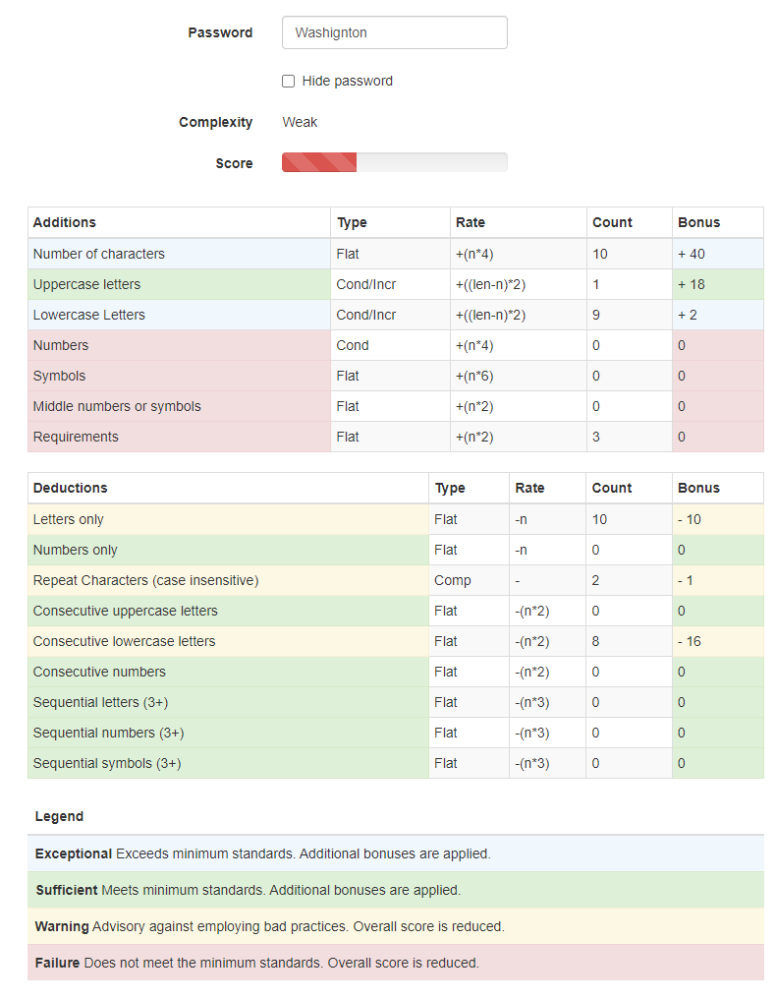 Password Washignton
Hide password
Complexity Weak
Score
Additions Type Rate Count Bonus
Number of characters Flat +(n*4) 10 + 40
Uppercase letters Cond/Incr +((len-n)*2) 1 + 18
Lowercase Letters Cond/Incr +((len-n)*2) 9 + 2
Numbers Cond +(n*4) 0 0
Symbols Flat +(n*6) 0 0
Middle numbers or symbols Flat +(n*2) 0 0
Requirements Flat +(n*2) 3 0
Deductions Type Rate Count Bonus
Letters only Flat -n 10 - 10
Numbers only Flat -n 0 0
Repeat Characters (case insensitive) Comp - 2 - 1
Consecutive uppercase letters Flat -(n*2) 0 0
Consecutive lowercase letters Flat -(n*2) 8 - 16
Consecutive numbers Flat -(n*2) 0 0
Sequential letters (3+) Flat -(n*3) 0 0
Sequential numbers (3+) Flat -(n*3) 0 0
Sequential symbols (3+) Flat -(n*3) 0 0
Legend
Exceptional Exceeds minimum standards. Additional bonuses are applied.
Sufficient Meets minimum standards. Additional bonuses are applied.
Warning Advisory against employing bad practices. Overall score is reduced.
Failure Does not meet the minimum standards. Overall score is reduced.